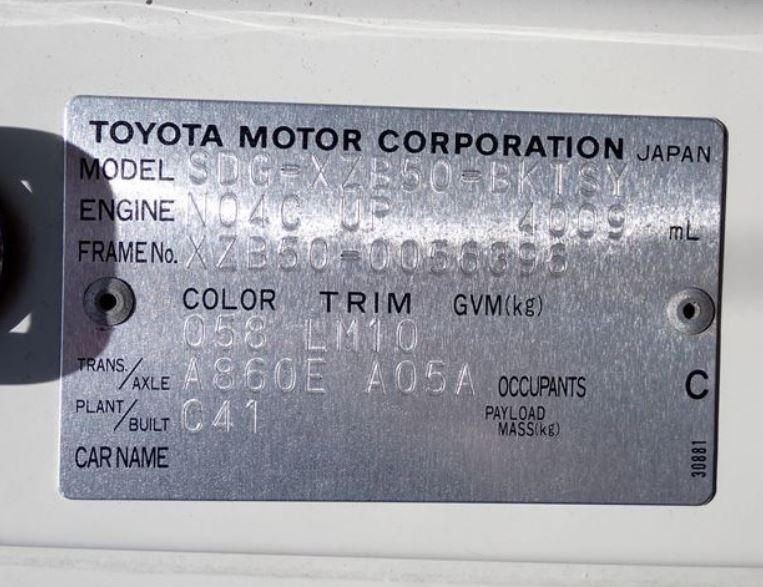 TOYOTA MOTOR CORPORATION JAPAN
MODEL SDG-XZB50-BKTSY
ENGINE N04C UP 4009 mL
FRAME No. XZB50-0056396
COLOR TRIM GVM(kg)
058 LM10
TRANS./AXLE A860E A05A OCCUPANTS C
PLANT/BUILT C41 PAYLOAD MASS(kg)
CAR NAME
30881